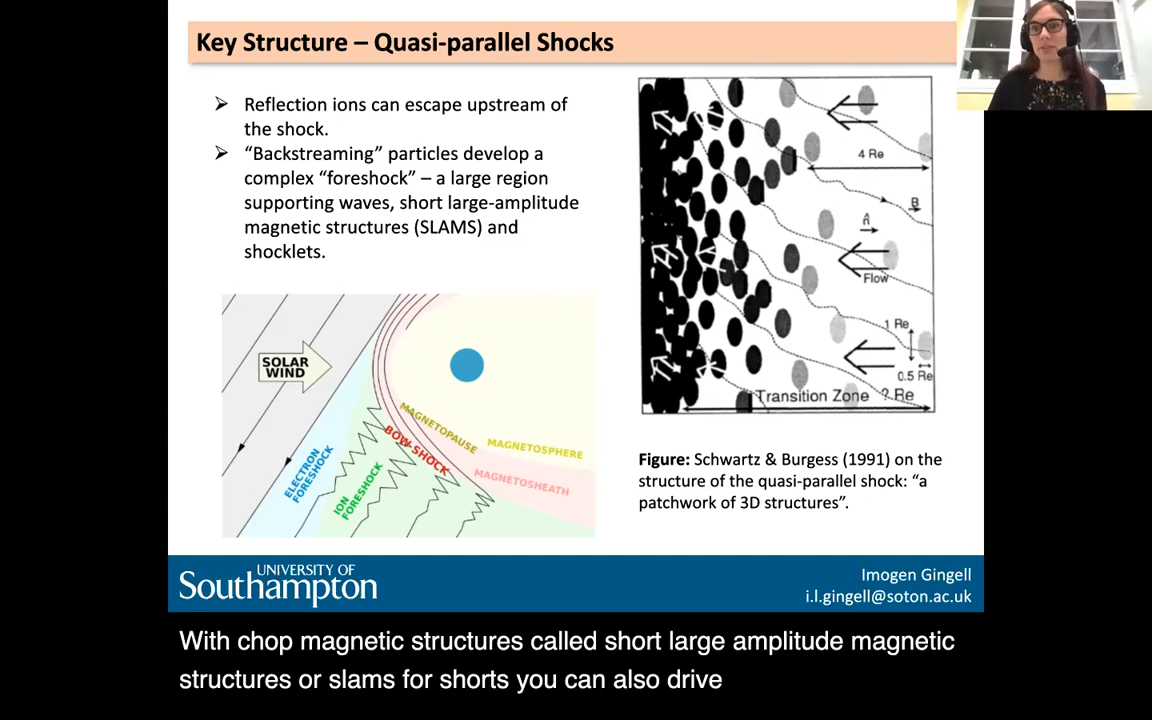 Key Structure – Quasi-parallel Shocks
➢ Reflection ions can escape upstream of
the shock.
➢ “Backstreaming” particles develop a
complex “foreshock” – a large region
supporting waves, short large-amplitude
magnetic structures (SLAMS) and
shocklets.
SOLAR
WIND
ELECTRON
FORESHOCK
ION
FORESHOCK
BOW-SHOCK
MAGNETOPAUSE
MAGNETOSPHERE
MAGNETOSHEATH
4 Re
B
n̂
Flow
1 Re
0.5 Re
Transition Zone ? Re
Figure: Schwartz & Burgess (1991) on the
structure of the quasi-parallel shock: “a
patchwork of 3D structures”.
UNIVERSITY OF
Southampton
Imogen Gingell
i.l.gingell@soton.ac.uk
With chop magnetic structures called short large amplitude magnetic
structures or slams for shorts you can also drive